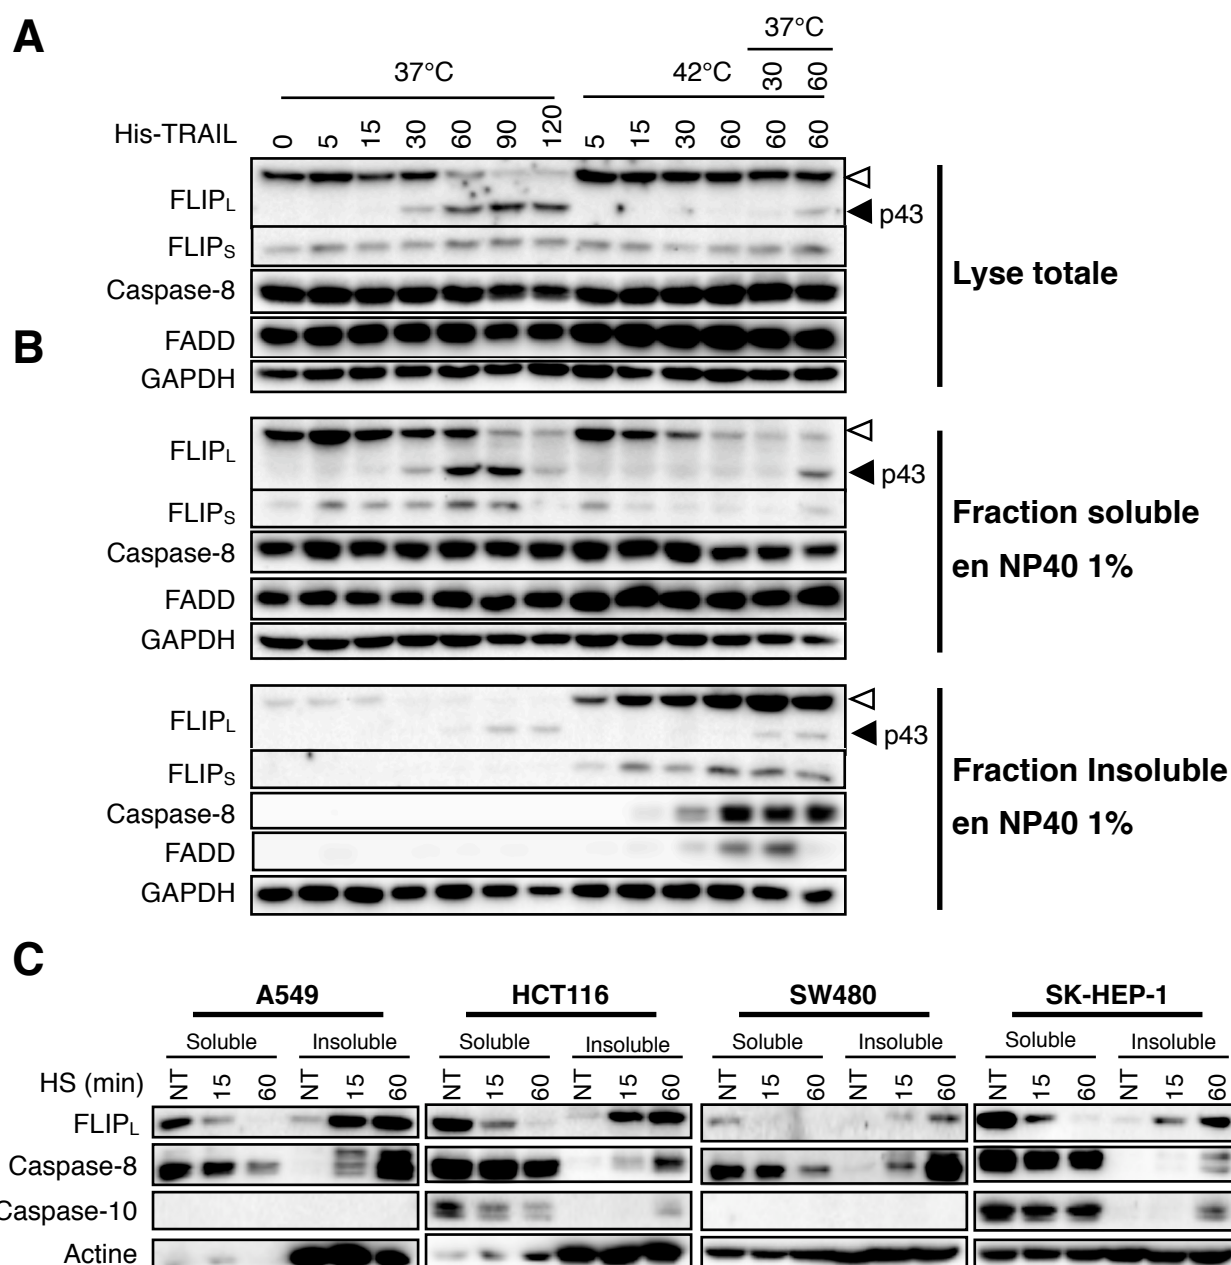 A
37°C
37°C
42°C
30
60
His-TRAIL
0
5
15
30
60
90
120
5
15
30
60
60
60
FLIPL
p43
FLIPS
Caspase-8
FADD
GAPDH
Lyse totale
B
FLIPL
p43
FLIPS
Caspase-8
FADD
GAPDH
Fraction soluble
en NP40 1%
FLIPL
p43
FLIPS
Caspase-8
FADD
GAPDH
Fraction Insoluble
en NP40 1%
C
A549
HCT116
SW480
SK-HEP-1
Soluble
Insoluble
Soluble
Insoluble
Soluble
Insoluble
Soluble
Insoluble
HS (min)
NT
15
60
NT
15
60
NT
15
60
NT
15
60
NT
15
60
NT
15
60
NT
15
60
NT
15
60
FLIPL
Caspase-8
Caspase-10
Actine